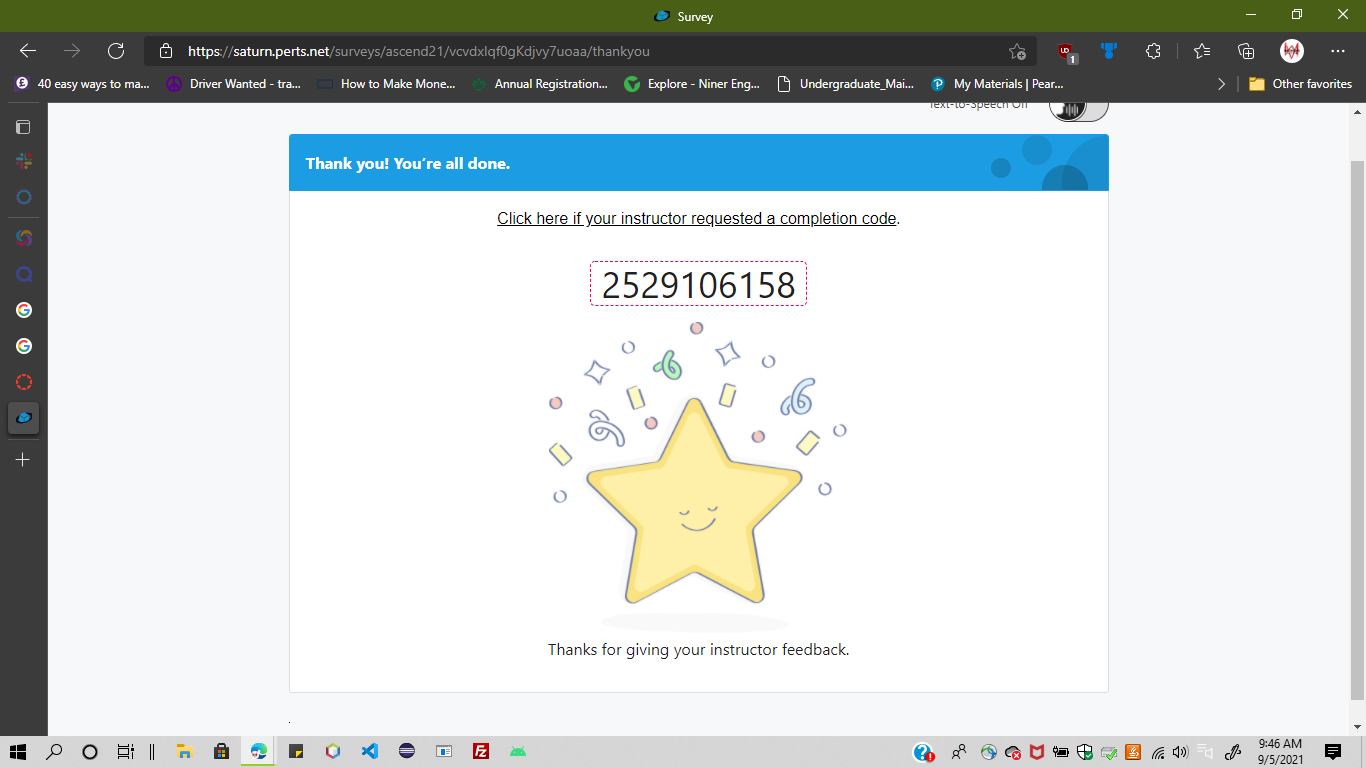 Survey
https://saturn.perts.net/surveys/ascend21/vcvdxlqf0gKdjvy7uoaa/thankyou
1
40 easy ways to ma...
Driver Wanted - tra...
How to Make Mone...
Annual Registration...
Explore - Niner Eng...
Undergraduate_Mai...
My Materials | Pear...
Other favorites
Text-to-Speech Off
Thank you! You're all done.
Click here if your instructor requested a completion code.
2529106158
Thanks for giving your instructor feedback.
9:46 AM
9/5/2021